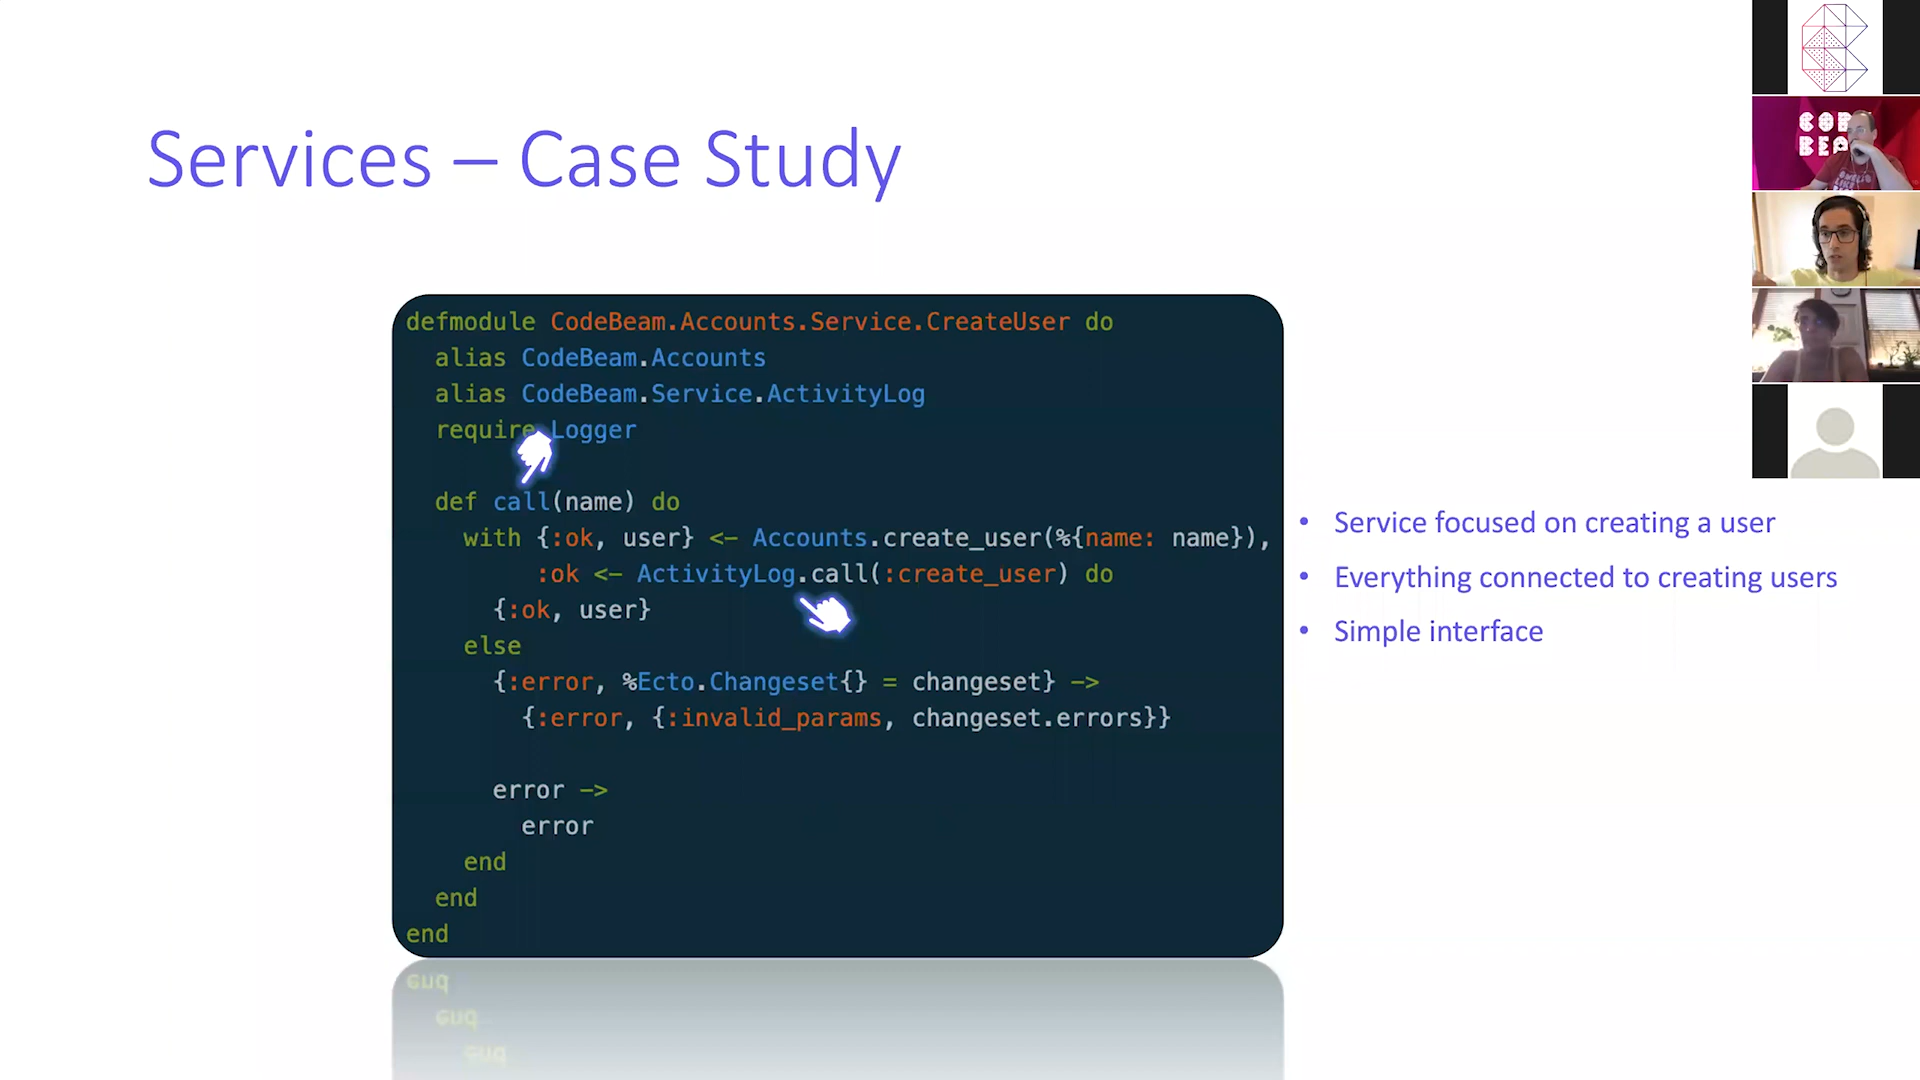 Services – Case Study
defmodule CodeBeam.Accounts.Service.CreateUser do
alias CodeBeam.Accounts
alias CodeBeam.Service.ActivityLog
require Logger
def call(name) do
with {:ok, user} <- Accounts.create_user(%{name: name}),
:ok <- ActivityLog.call(:create_user) do
{:ok, user}
else
{:error, %Ecto.Changeset{} = changeset} ->
{:error, {:invalid_params, changeset.errors}}
error ->
error
end
end
end
• Service focused on creating a user
• Everything connected to creating users
• Simple interface